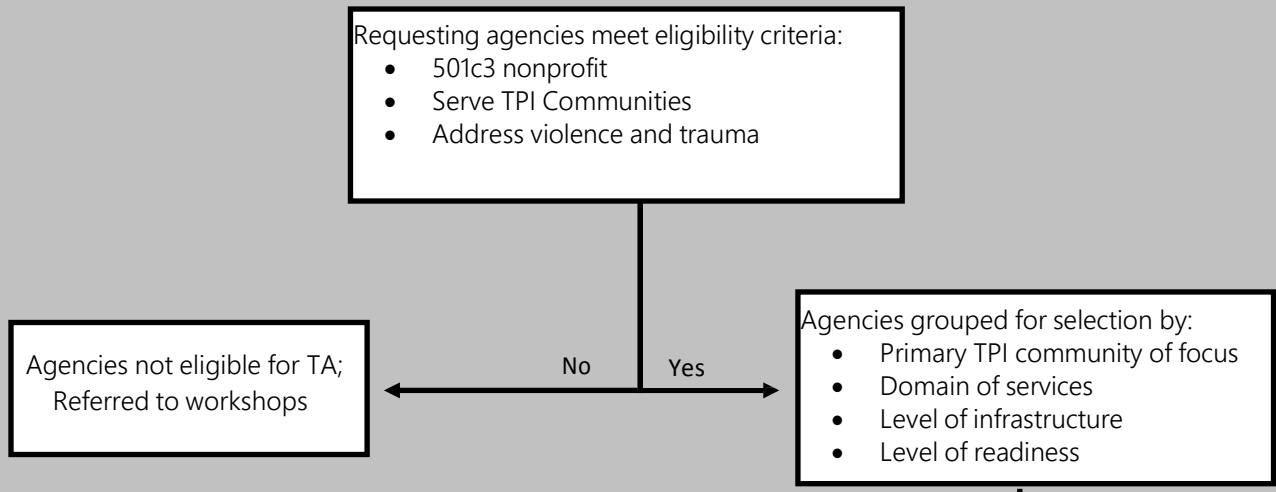 Requesting agencies meet eligibility criteria:
• 501c3 nonprofit
• Serve TPI Communities
• Address violence and trauma
No
Yes
Agencies not eligible for TA;
Referred to workshops
Agencies grouped for selection by:
• Primary TPI community of focus
• Domain of services
• Level of infrastructure
• Level of readiness